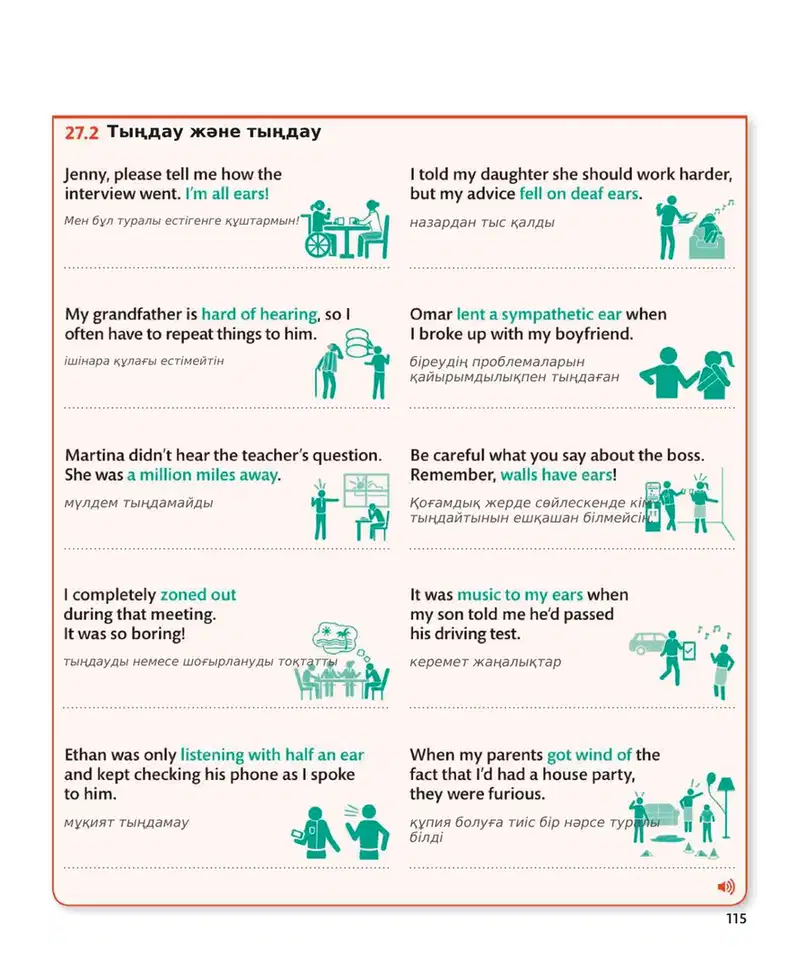 27.2 Тыңдау және тыңдау
Jenny, please tell me how the
interview went. I'm all ears!
Мен бұл туралы естігенге құштармын!
I told my daughter she should work harder,
but my advice fell on deaf ears.
назардан тыс қалды
My grandfather is hard of hearing, so I
often have to repeat things to him.
ішінара құлағы естімейтін
Omar lent a sympathetic ear when
I broke up with my boyfriend.
біреудің проблемаларын
қайырымдылықпен тыңдаған
Martina didn't hear the teacher's question.
She was a million miles away.
мүлдем тыңдамайды
Be careful what you say about the boss.
Remember, walls have ears!
Қоғамдық жерде сөйлескенде кім
тыңдайтынын ешқашан білмейсің.
I completely zoned out
during that meeting.
It was so boring!
тыңдауды немесе шоғырлануды тоқтатты
It was music to my ears when
my son told me he'd passed
his driving test.
керемет жаңалықтар
Ethan was only listening with half an ear
and kept checking his phone as I spoke
to him.
мұқият тыңдамау
When my parents got wind of the
fact that I'd had a house party,
they were furious.
құпия болуға тиіс бір нәрсе туралы
білді
115